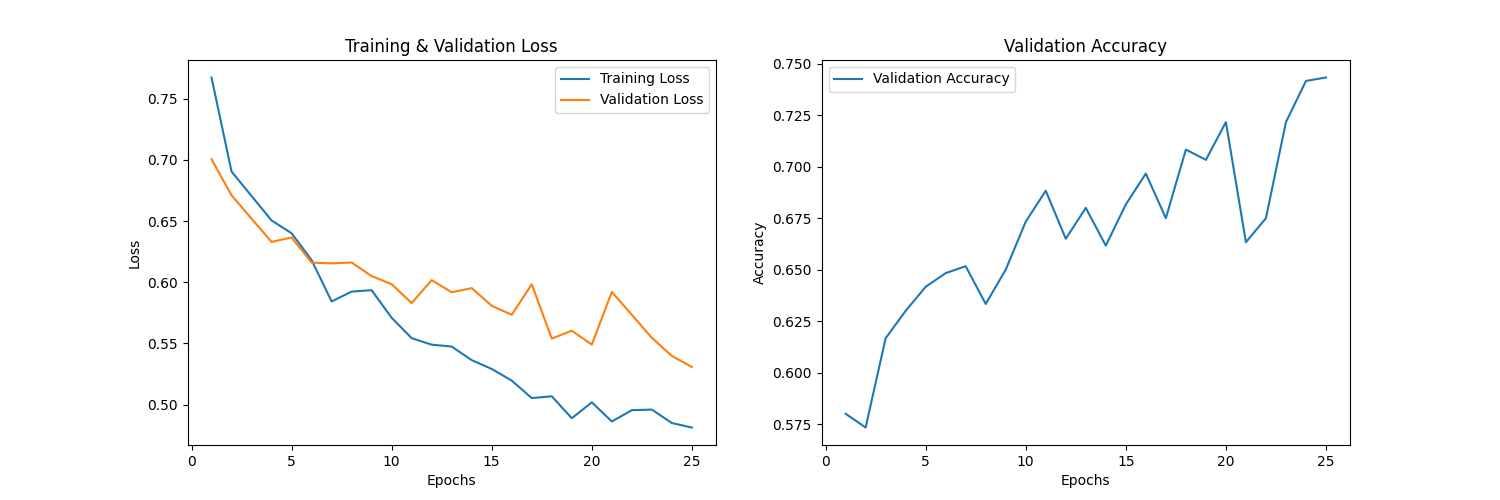 Training & Validation Loss
Training Loss
Validation Loss
0.75
0.70
0.65
0.60
0.55
0.50
Loss
0
5
10
15
20
25
Epochs
Validation Accuracy
Validation Accuracy
0.750
0.725
0.700
0.675
0.650
0.625
0.600
0.575
Accuracy
0
5
10
15
20
25
Epochs